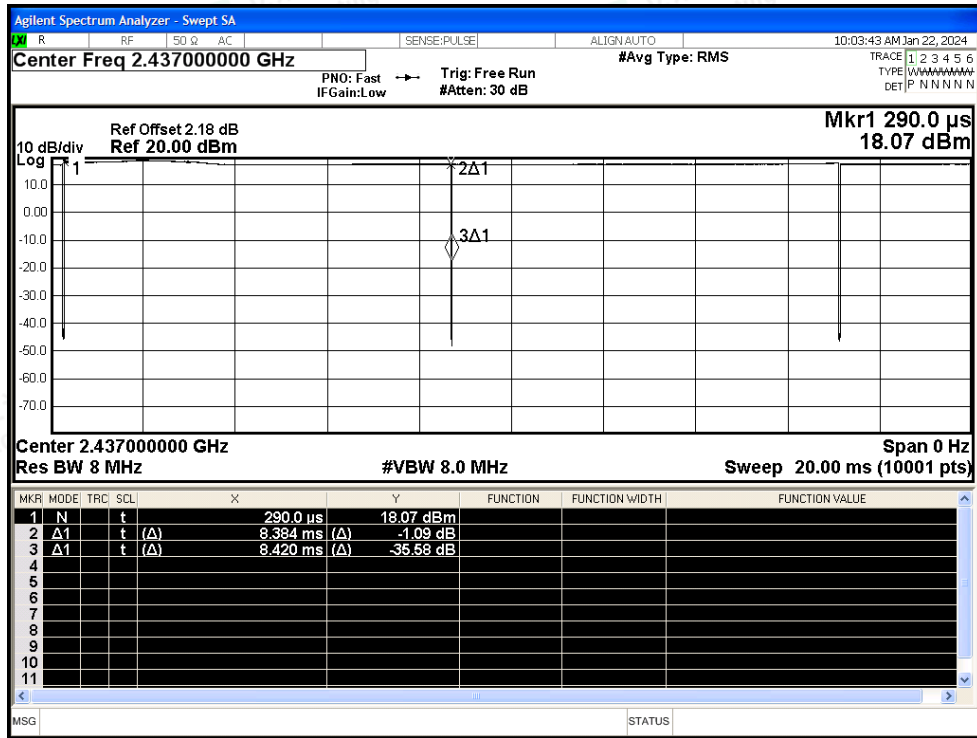 Agilent Spectrum Analyzer - Swept SA
LXI R RF 50 Ω AC SENSE:PULSE ALIGN AUTO 10:03:43 AM Jan 22, 2024
Center Freq 2.437000000 GHz
PNO: Fast
IFGain:Low
Trig: Free Run
#Atten: 30 dB
#Avg Type: RMS
TRACE 1 2 3 4 5 6
TYPE
DET P N N N N N
Mkr1 290.0 µs
18.07 dBm
Ref Offset 2.18 dB
10 dB/div Ref 20.00 dBm
Log
1
2Δ1
3Δ1
10.0
0.00
-10.0
-20.0
-30.0
-40.0
-50.0
-60.0
-70.0
Center 2.437000000 GHz Span 0 Hz
Res BW 8 MHz #VBW 8.0 MHz Sweep 20.00 ms (10001 pts)
MKR MODE TRC SCL X Y FUNCTION FUNCTION WIDTH FUNCTION VALUE
1 N t 290.0 µs 18.07 dBm
2 Δ1 t (Δ) 8.384 ms (Δ) -1.09 dB
3 Δ1 t (Δ) 8.420 ms (Δ) -35.58 dB
4
5
6
7
8
9
10
11
MSG STATUS